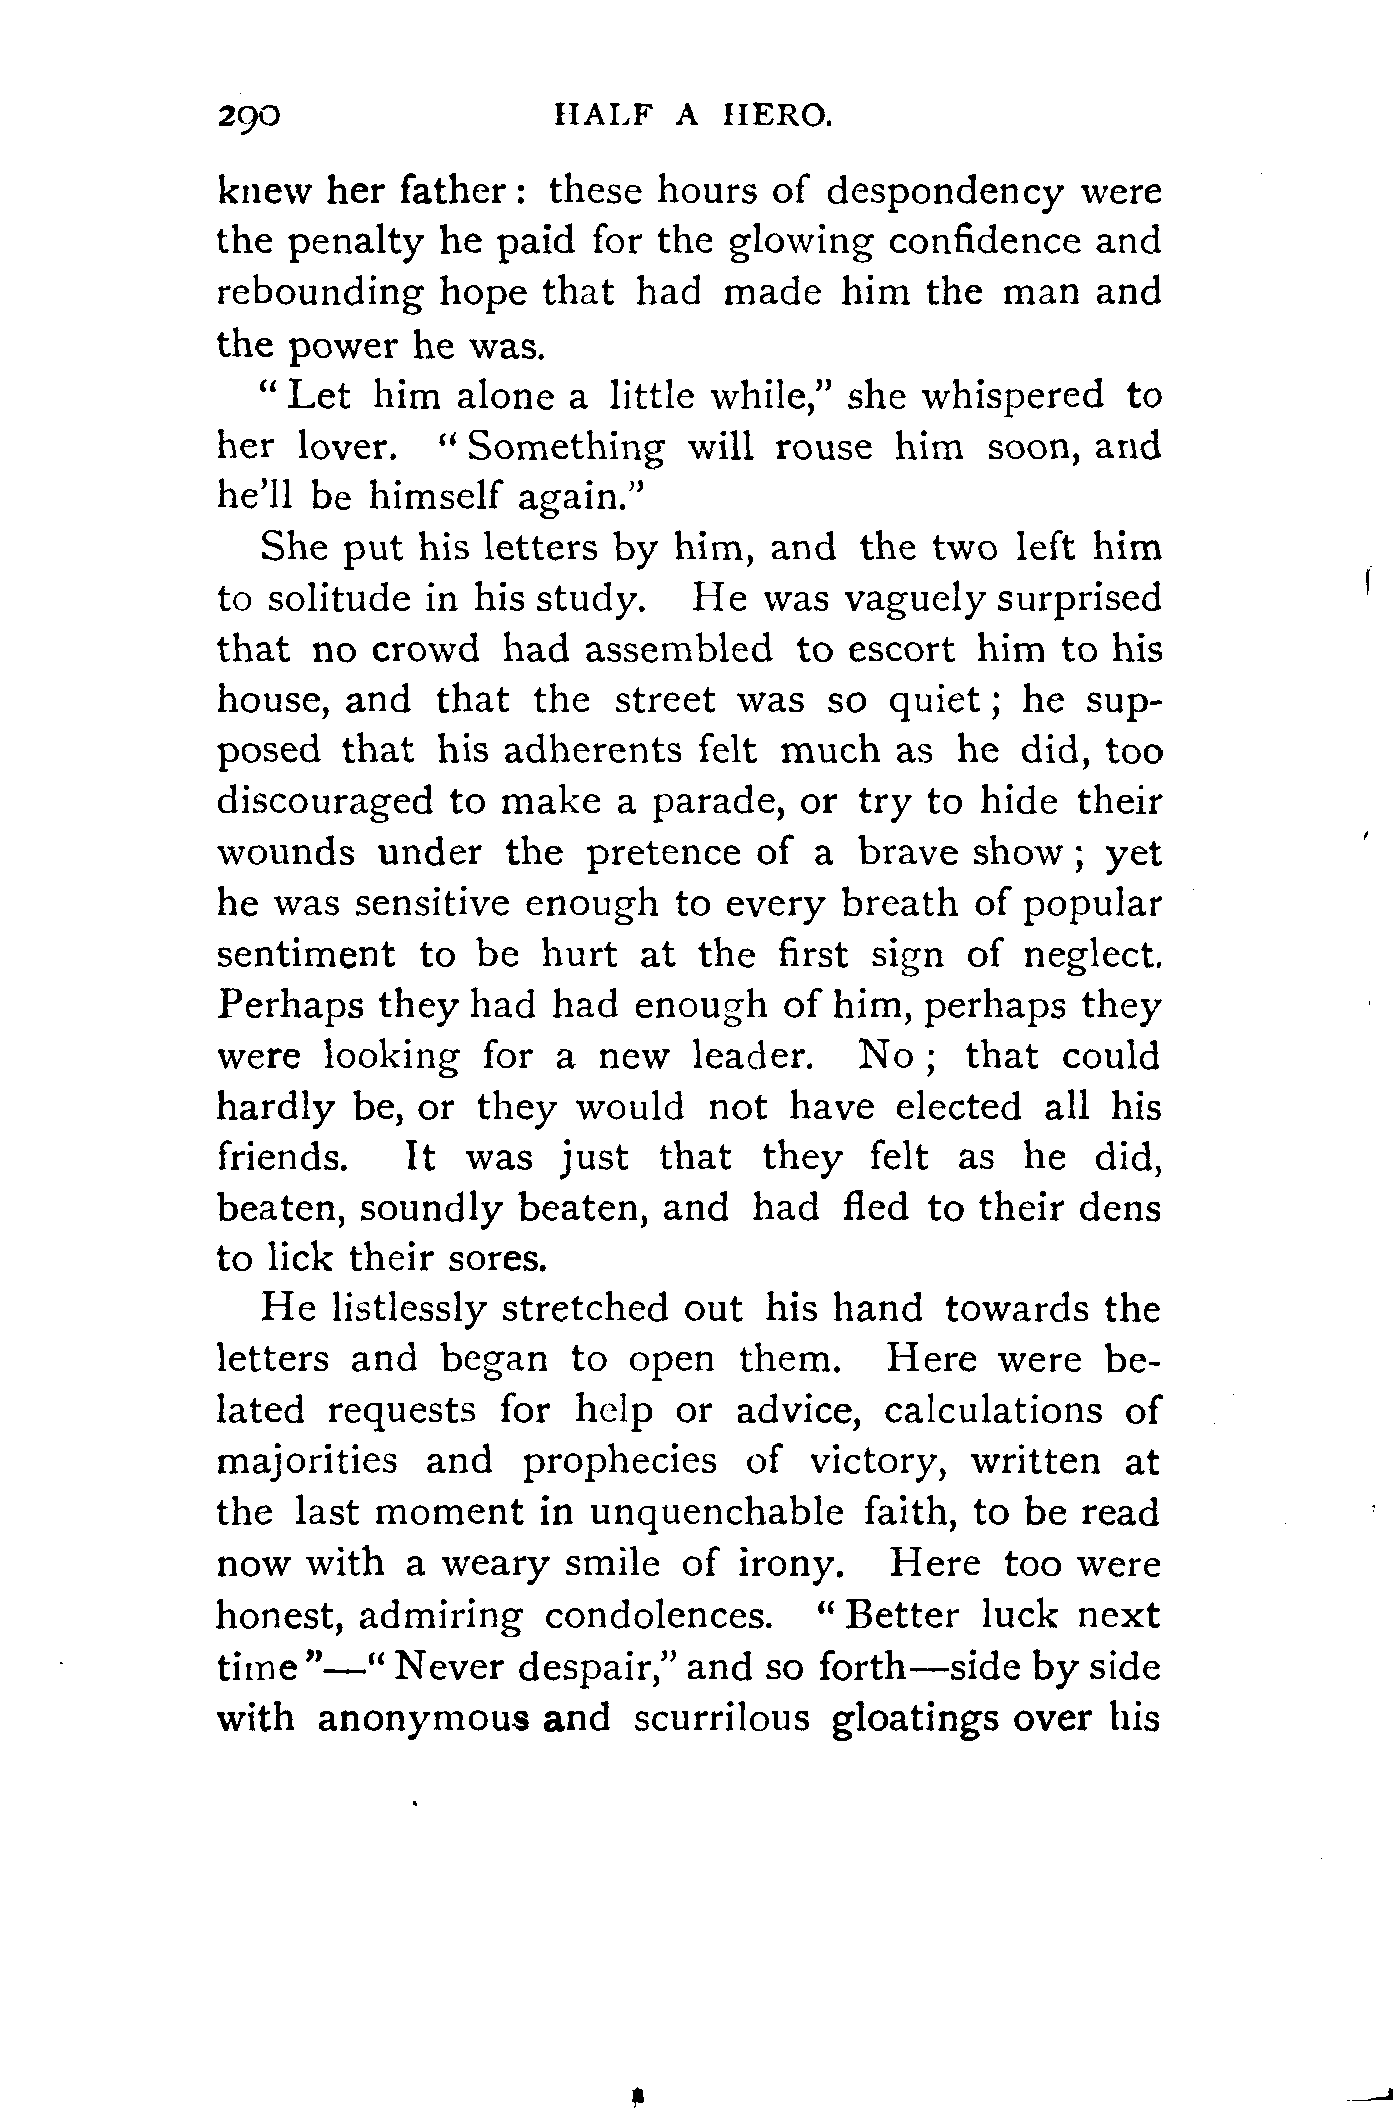 290 HALF A HERO.
knew her father : these hours of despondency were
the penalty he paid for the glowing confidence and
rebounding hope that had made him the man and
the power he was.
“ Let him alone a little while,” she whispered to
her lover. “ Something will rouse him soon, and
he’ll be himself again.”
She put his letters by him, and the two left him
to solitude in his study. He was vaguely surprised
that no crowd had assembled to escort him to his
house, and that the street was so quiet ; he sup-
posed that his adherents felt much as he did, too
discouraged to make a parade, or try to hide their
wounds under the pretence of a brave show ; yet
he was sensitive enough to every breath of popular
sentiment to be hurt at the first sign of neglect.
Perhaps they had had enough of him, perhaps they
were looking for a new leader. No ; that could
hardly be, or they would not have elected all his
friends. It was just that they felt as he did,
beaten, soundly beaten, and had fled to their dens
to lick their sores.
He listlessly stretched out his hand towards the
letters and began to open them. Here were be-
lated requests for help or advice, calculations of
majorities and prophecies of victory, written at
the last moment in unquenchable faith, to be read
now with a weary smile of irony. Here too were
honest, admiring condolences. “ Better luck next
time ”—“ Never despair,” and so forth—side by side
with anonymous and scurrilous gloatings over his